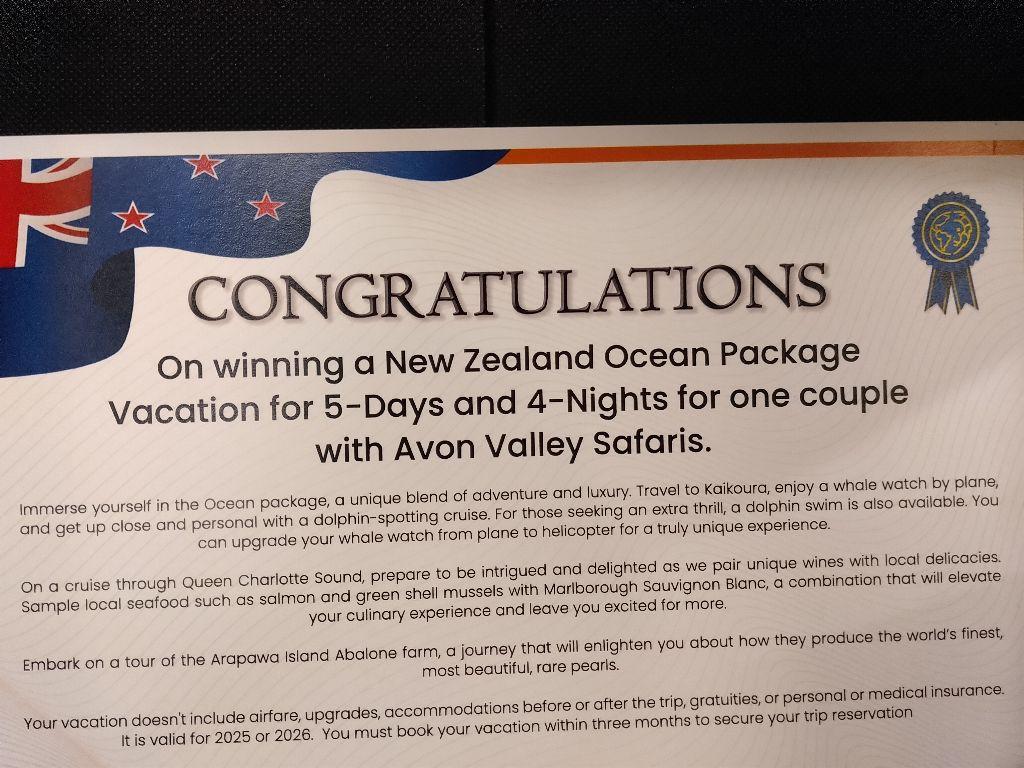 CONGRATULATIONS
On winning a New Zealand Ocean Package
Vacation for 5-Days and 4-Nights for one couple
with Avon Valley Safaris.
Immerse yourself in the Ocean package, a unique blend of adventure and luxury. Travel to Kaikoura, enjoy a whale watch by plane,
and get up close and personal with a dolphin-spotting cruise. For those seeking an extra thrill, a dolphin swim is also available. You
can upgrade your whale watch from plane to helicopter for a truly unique experience.
On a cruise through Queen Charlotte Sound, prepare to be intrigued and delighted as we pair unique wines with local delicacies.
Sample local seafood such as salmon and green shell mussels with Marlborough Sauvignon Blanc, a combination that will elevate
your culinary experience and leave you excited for more.
Embark on a tour of the Arapawa Island Abalone farm, a journey that will enlighten you about how they produce the world's finest,
most beautiful, rare pearls.
Your vacation doesn't include airfare, upgrades, accommodations before or after the trip, gratuities, or personal or medical insurance.
It is valid for 2025 or 2026. You must book your vacation within three months to secure your trip reservation